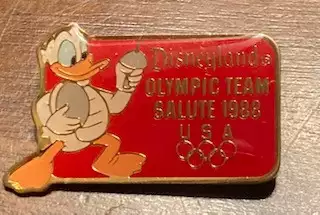 Disneyland®
OLYMPIC TEAM
SALUTE 1988
USA